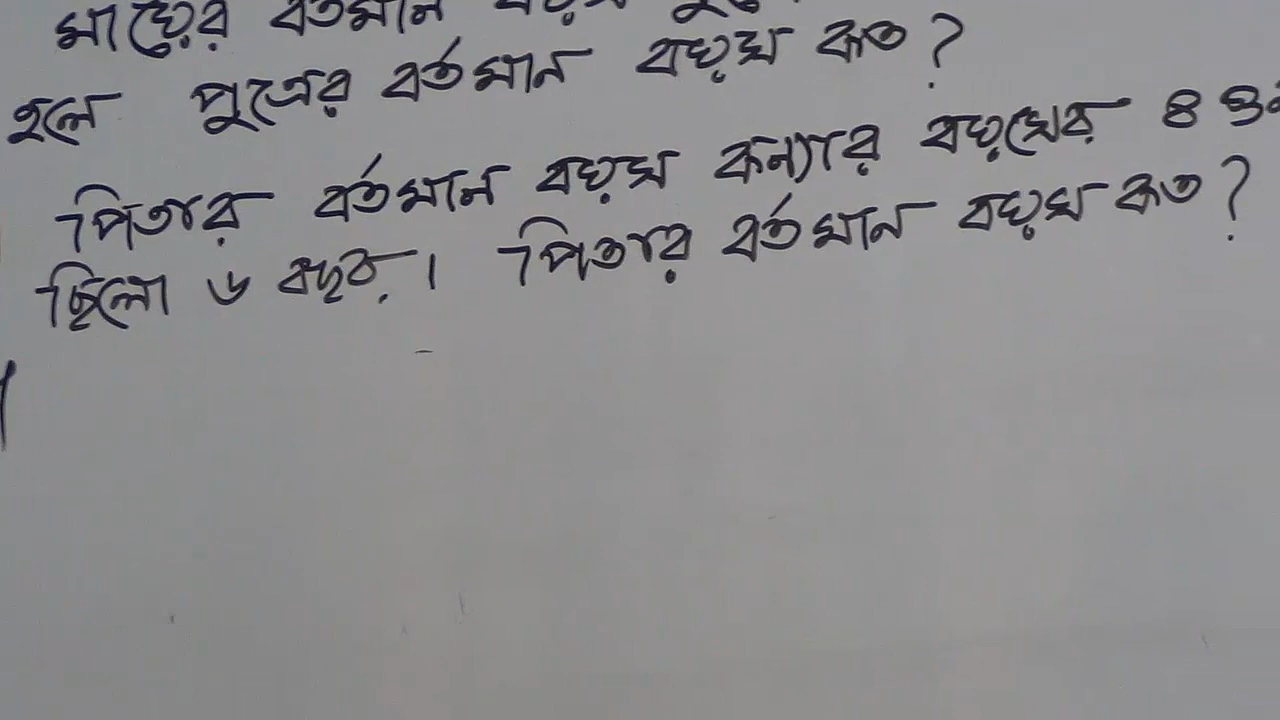 মায়ের বর্তমান বয়স
হলে পুত্রের বর্তমান বয়স কত?
পিতার বর্তমান বয়স কন্যার বয়সের ৪ গু
ছিলো ৬ বছর। পিতার বর্তমান বয়স কত?